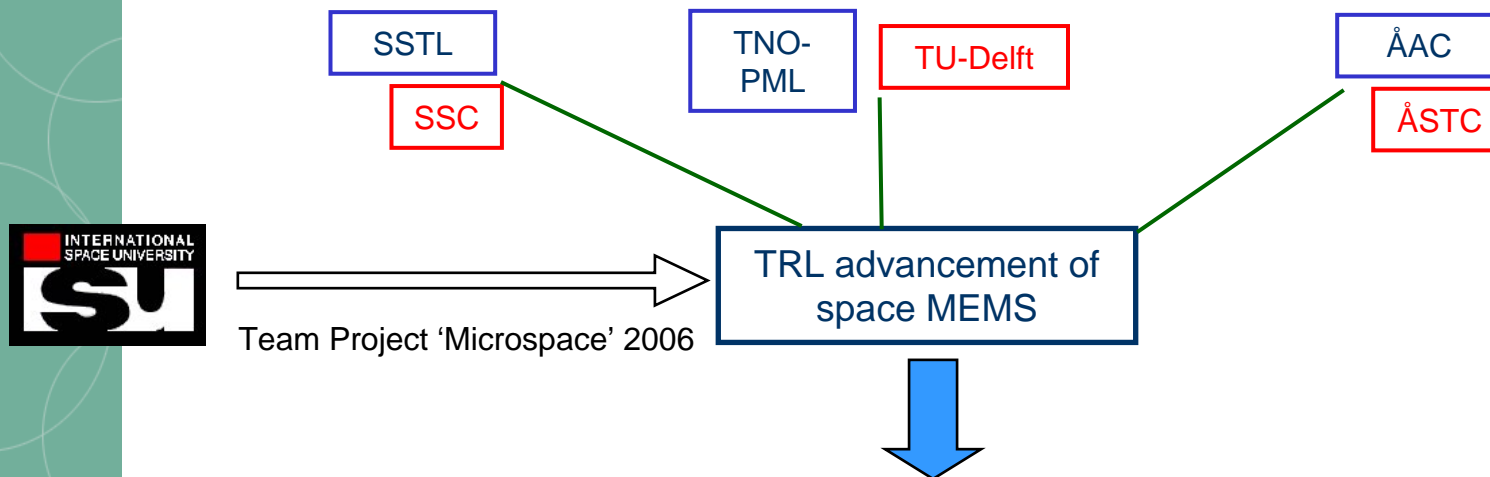 SSTL
SSC
TNO-
PML
TU-Delft
ÅAC
ÅSTC
INTERNATIONAL
SPACE UNIVERSITY
isu
TRL advancement of
space MEMS
Team Project ‘Microspace’ 2006